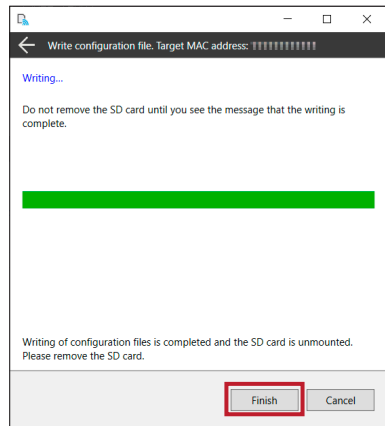 Write configuration file. Target MAC address:
Writing...
Do not remove the SD card until you see the message that the writing is
complete.
Writing of configuration files is completed and the SD card is unmounted.
Please remove the SD card.
Finish Cancel